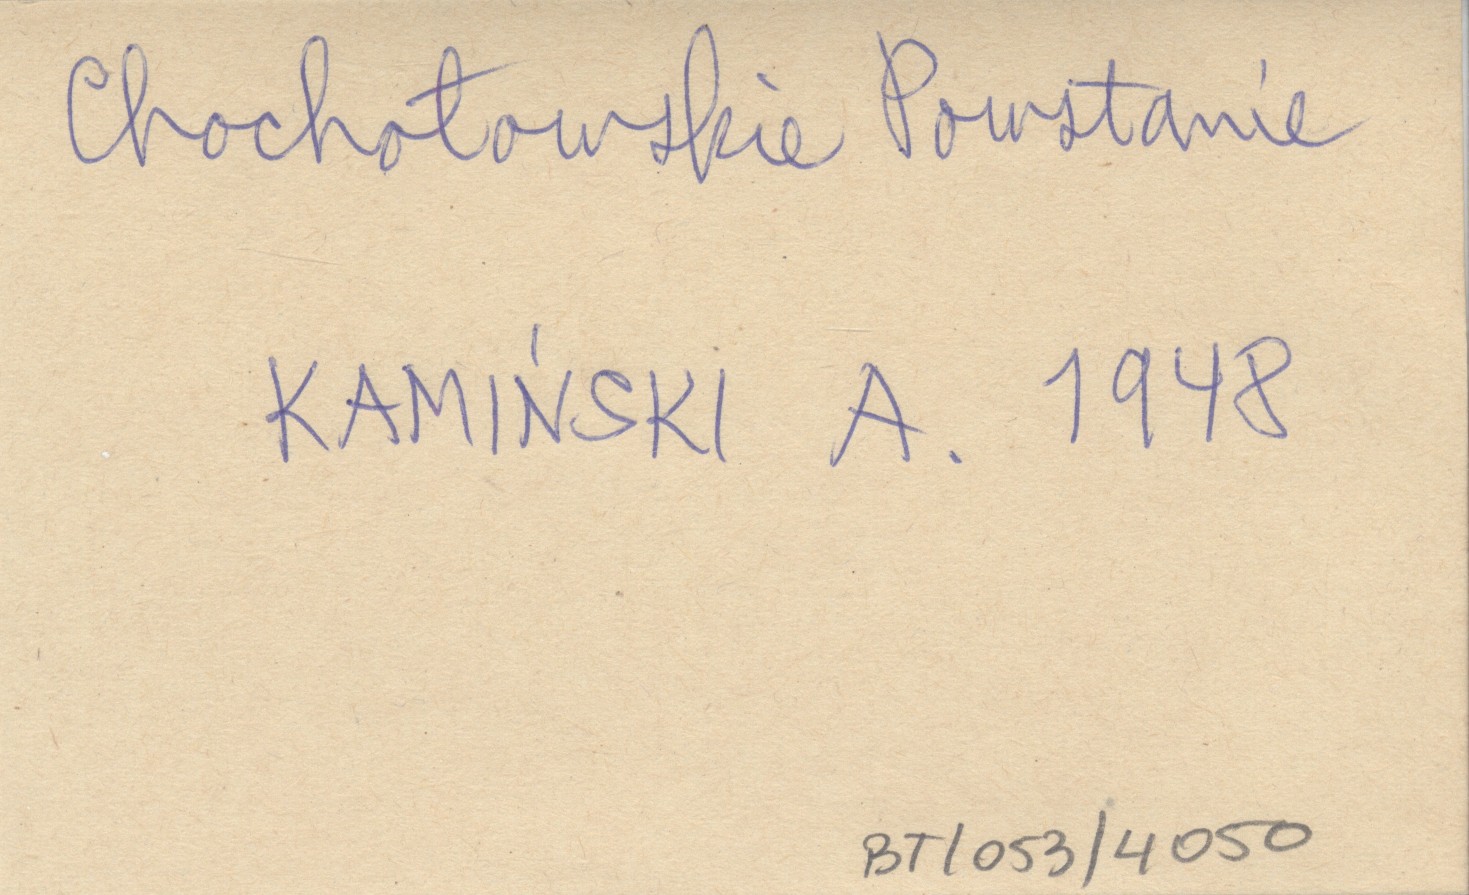 Chochołowskie Powstanie
KAMIŃSKI A. 1948
BT/053/4050